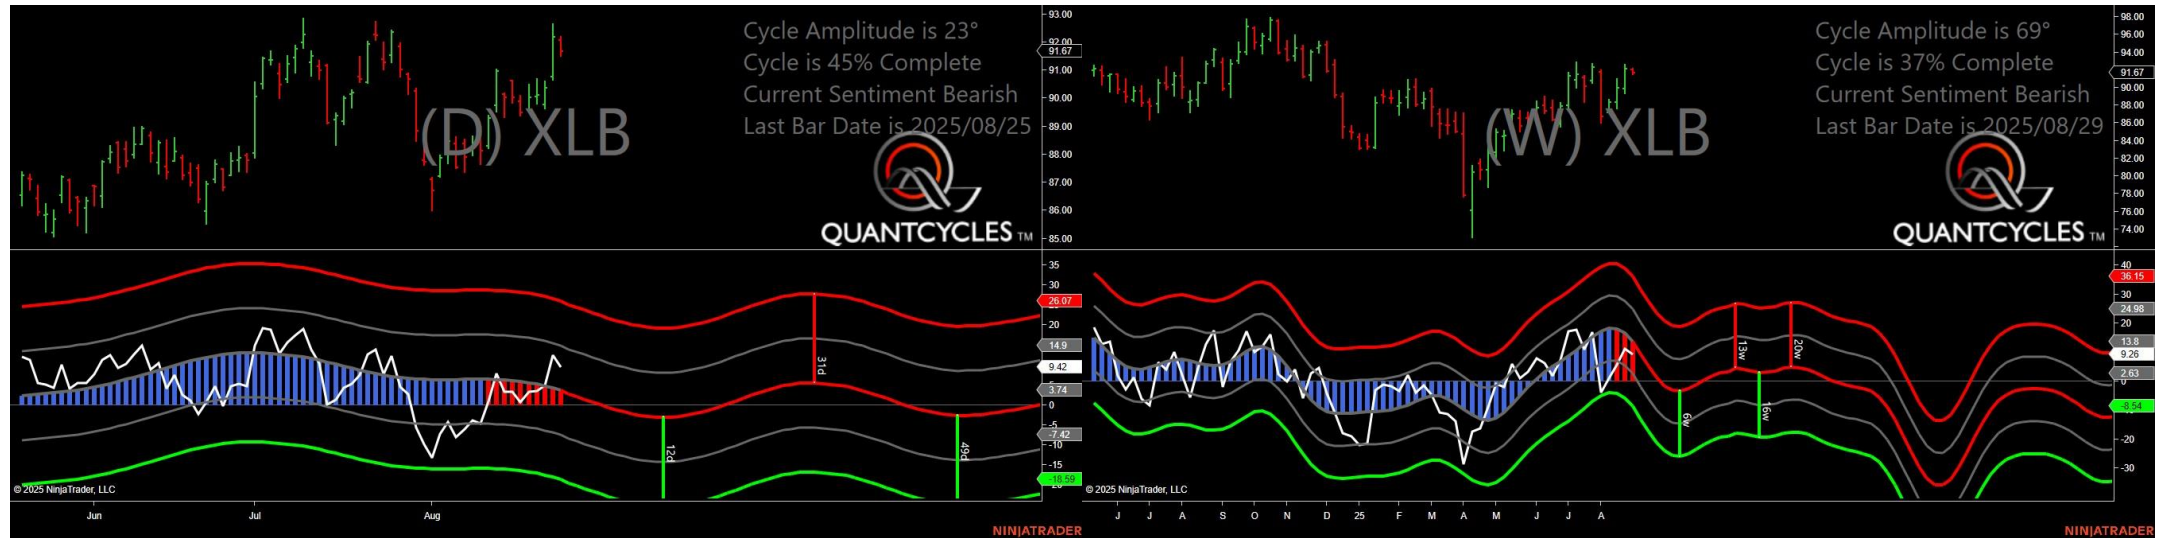 Cycle Amplitude is 23°
Cycle is 45% Complete
Current Sentiment Bearish
Last Bar Date is 2025/08/25
(D) XLB
QUANTCYCLES TM
93.00
92.00
91.67
91.00
90.00
89.00
88.00
87.00
86.00
85.00
35
30
26.07
20
14.9
9.42
3.74
0
-5
-7.42
-10
-15
-18.59
31d
12d
49d
© 2025 NinjaTrader, LLC
Jun
Jul
Aug
NINJATRADER
Cycle Amplitude is 69°
Cycle is 37% Complete
Current Sentiment Bearish
Last Bar Date is 2025/08/29
(W) XLB
QUANTCYCLES TM
98.00
96.00
94.00
91.67
90.00
88.00
86.00
84.00
82.00
80.00
78.00
76.00
74.00
40
36.15
30
24.98
20
13.8
9.26
2.63
-8.54
-20
-30
13w
20w
6w
16w
© 2025 NinjaTrader, LLC
J
J
A
S
O
N
D
25
F
M
A
M
J
J
A
NINJATRADER